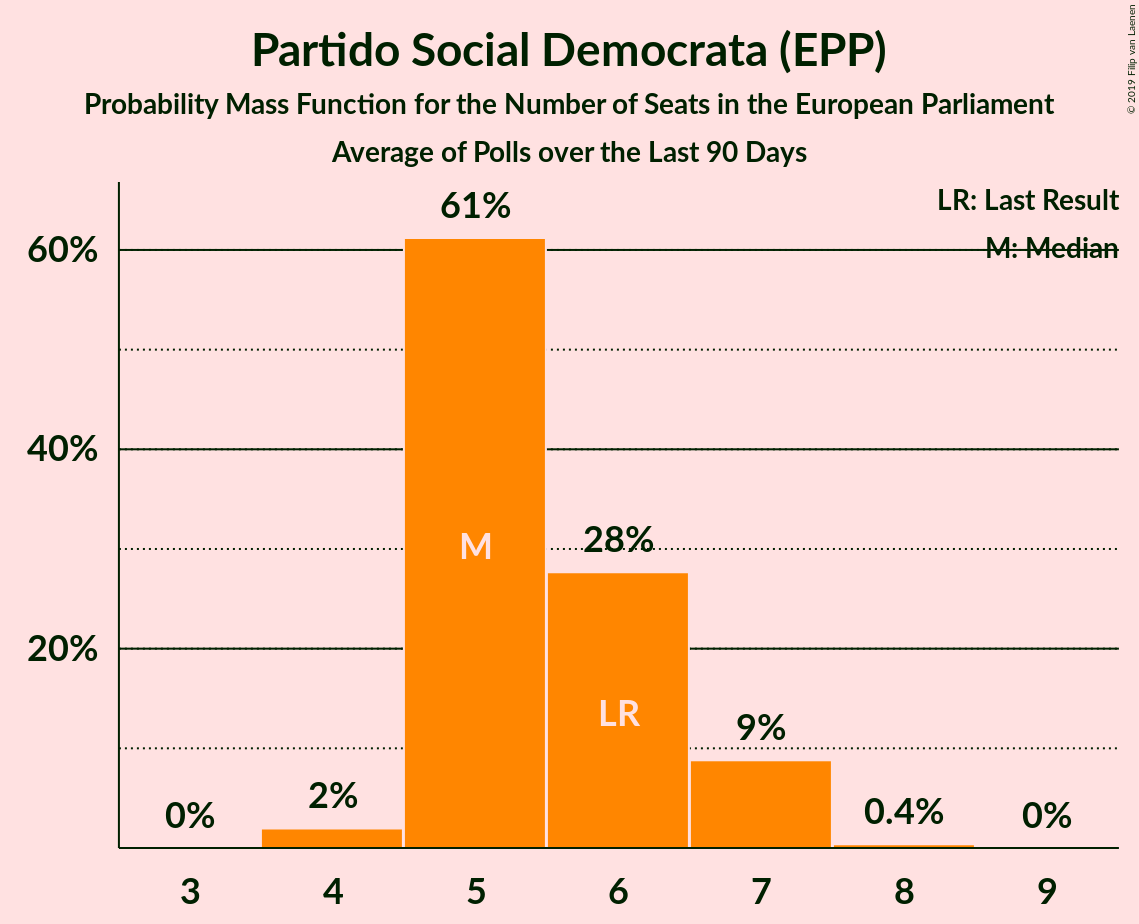 Partido Social Democrata (EPP)
Probability Mass Function for the Number of Seats in the European Parliament
Average of Polls over the Last 90 Days
© 2019 Filip van Laenen
LR: Last Result
M: Median
60%
40%
20%
0%
2%
61%
28%
9%
0.4%
0%
M
LR
3
4
5
6
7
8
9